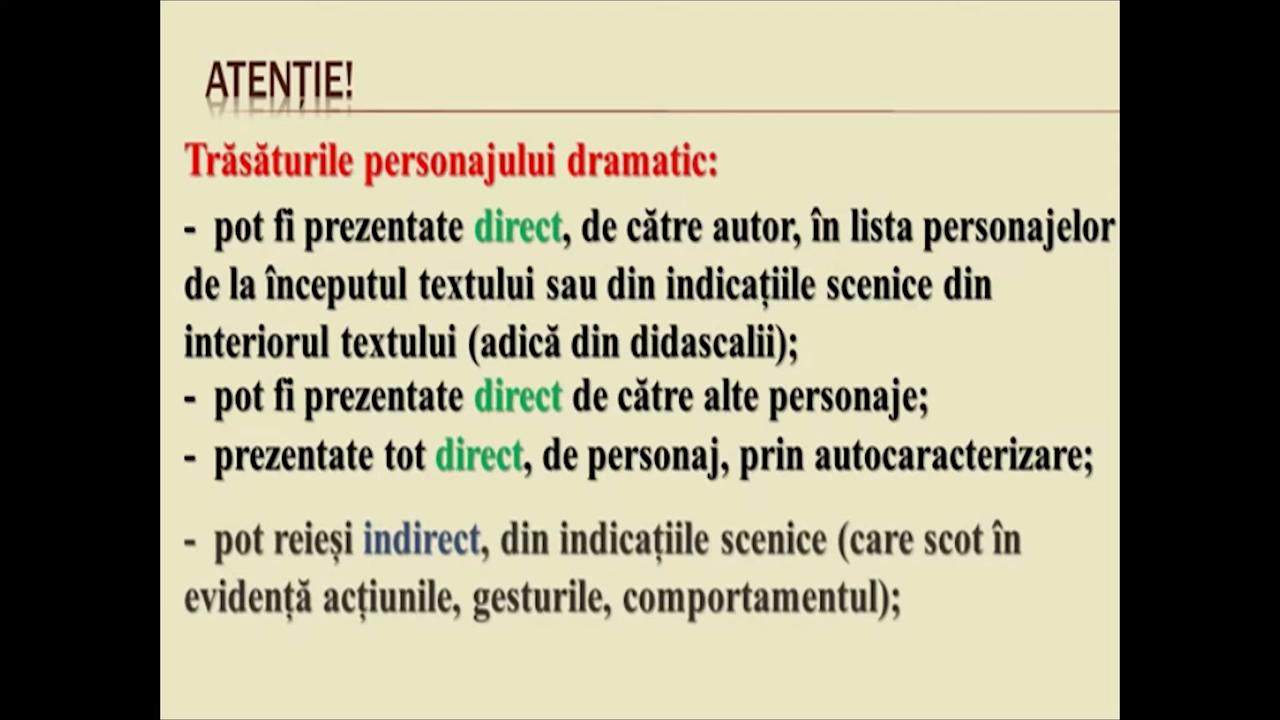 ATENȚIE!
Trăsăturile personajului dramatic:
- pot fi prezentate direct, de către autor, în lista personajelor
de la începutul textului sau din indicațiile scenice din
interiorul textului (adică din didascalii);
- pot fi prezentate direct de către alte personaje;
- prezentate tot direct, de personaj, prin autocaracterizare;
- pot reieși indirect, din indicațiile scenice (care scot în
evidență acțiunile, gesturile, comportamentul);